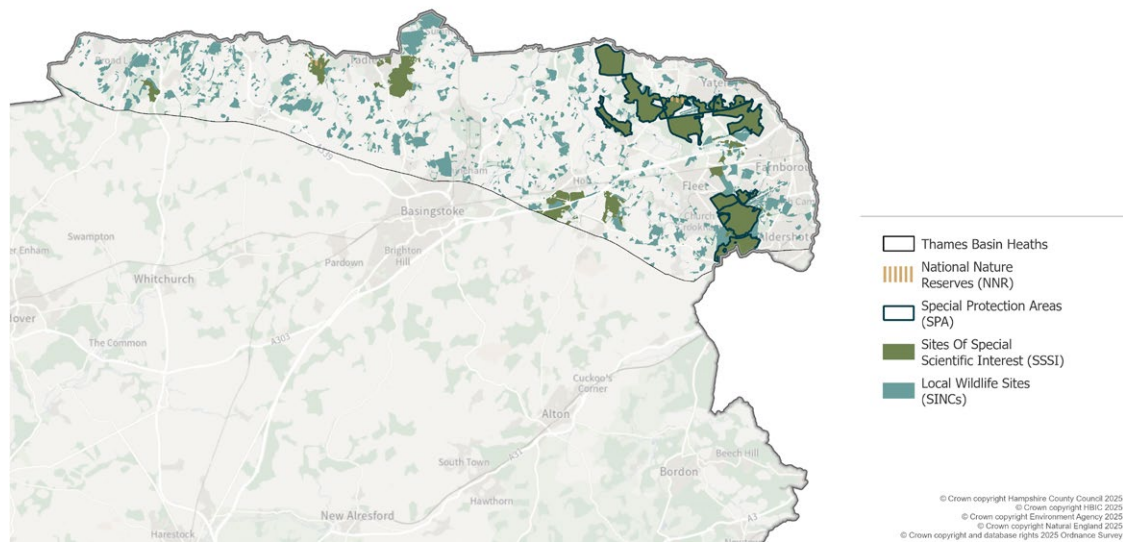 Yateley
Basingstoke
Fleet
Swampton
Brighton
Hill
Pardown
Whitchurch
The Common
A303
Cuckoo's
Corner
Alton
A31
South Town
Hawthorn
New Alresford
Harestock
Beech Hill
Bordon
A3
Thames Basin Heaths
National Nature
Reserves (NNR)
Special Protection Areas
(SPA)
Sites Of Special
Scientific Interest (SSSI)
Local Wildlife Sites
(SINCs)
© Crown copyright Hampshire County Council 2025
© Crown copyright HBIC 2025
© Crown copyright Environment Agency 2025
© Crown copyright Natural England 2025
© Crown copyright and database rights 2025 Ordnance Survey